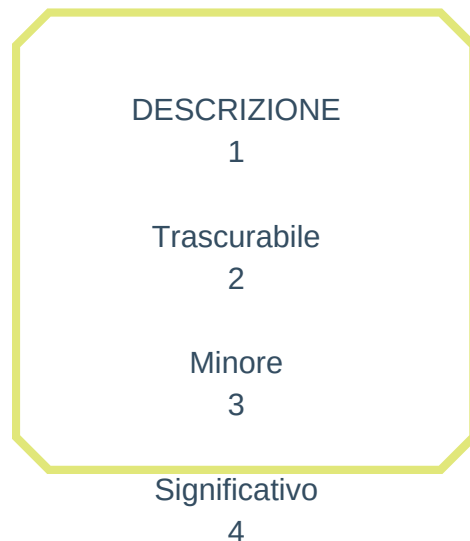 DESCRIZIONE
1
Trascurabile
2
Minore
3
Significativo
4